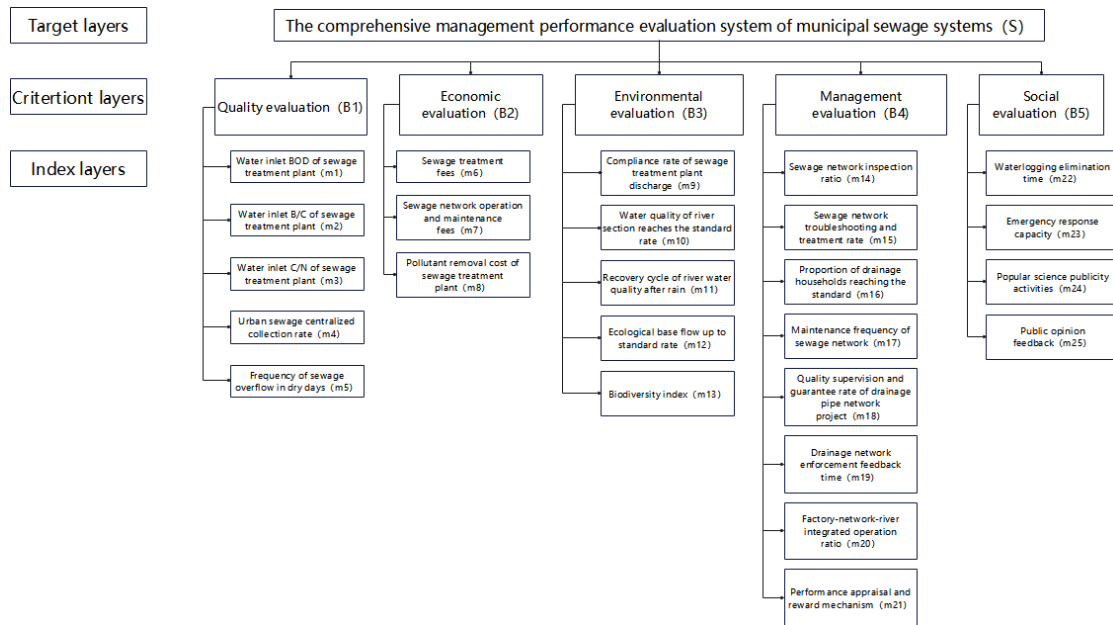 Target layers
The comprehensive management performance evaluation system of municipal sewage systems (S)
Critertiont layers
Quality evaluation (B1)
Economic
evaluation (B2)
Environmental
evaluation (B3)
Management
evaluation (B4)
Social
evaluation (B5)
Index layers
Water inlet BOD of sewage
treatment plant (m1)
Water inlet B/C of sewage
treatment plant (m2)
Water inlet C/N of sewage
treatment plant (m3)
Urban sewage centralized
collection rate (m4)
Frequency of sewage
overflow in dry days (m5)
Sewage treatment
fees (m6)
Sewage network operation
and maintenance
fees (m7)
Pollutant removal cost of
sewage treatment
plant (m8)
Compliance rate of sewage
treatment plant
discharge (m9)
Water quality of river
section reaches the standard
rate (m10)
Recovery cycle of river water
quality after rain (m11)
Ecological base flow up to
standard rate (m12)
Biodiversity index (m13)
Sewage network inspection
ratio (m14)
Sewage network
troubleshooting and
treatment rate (m15)
Proportion of drainage
households reaching the
standard (m16)
Maintenance frequency of
sewage network (m17)
Quality supervision and
guarantee rate of drainage
pipe network
project (m18)
Drainage network
enforcement feedback
time (m19)
Factory-network-river
integrated operation
ratio (m20)
Performance appraisal and
reward mechanism (m21)
Waterlogging elimination
time (m22)
Emergency response
capacity (m23)
Popular science publicity
activities (m24)
Public opinion
feedback (m25)